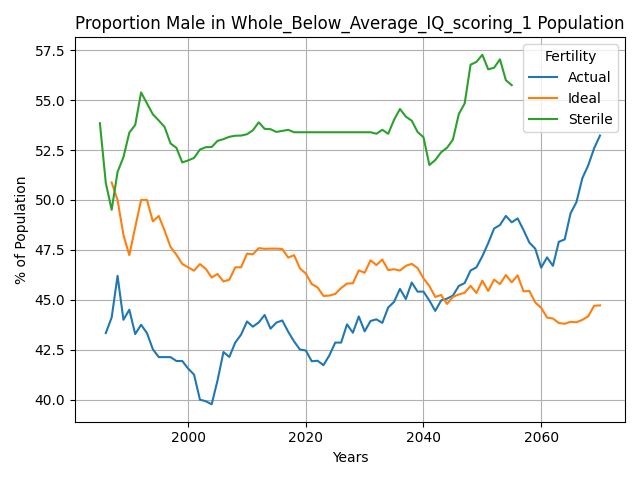 Proportion Male in Whole_Below_Average_IQ_scoring_1 Population
57.5
55.0
52.5
50.0
47.5
45.0
42.5
40.0
% of Population
Fertility
Actual
Ideal
Sterile
2000
2020
2040
2060
Years